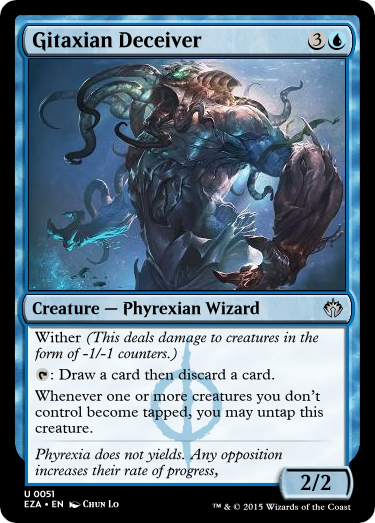 Gitaxian Deceiver 3
Creature — Phyrexian Wizard
Wither (This deals damage to creatures in the
form of -1/-1 counters.)
: Draw a card then discard a card.
Whenever one or more creatures you don't
control become tapped, you may untap this
creature.
Phyrexia does not yields. Any opposition
increases their rate of progress,
2/2
U 0051
EZA • EN Chun Lo
™ & © 2015 Wizards of the Coast